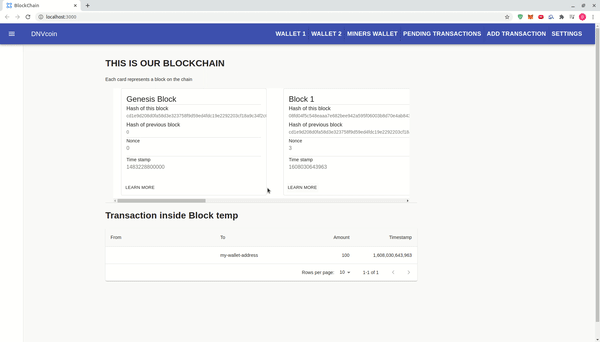 BlockChain
localhost:3000
DNVcoin
WALLET 1 WALLET 2 MINERS WALLET PENDING TRANSACTIONS ADD TRANSACTION SETTINGS
THIS IS OUR BLOCKCHAIN
Each card represents a block on the chain:
Genesis Block
Hash of this block
Hash of previous block
0
Nonce
0
Time stamp
1483228800000
LEARN MORE
Block 1
Hash of this block
Hash of previous block
Nonce
3
Time stamp
1608030643963
LEARN MORE
Transaction inside Block temp
From To Amount Timestamp
my-wallet-address 100 1,608,030,643,963
Rows per page: 10 1-1 of 1